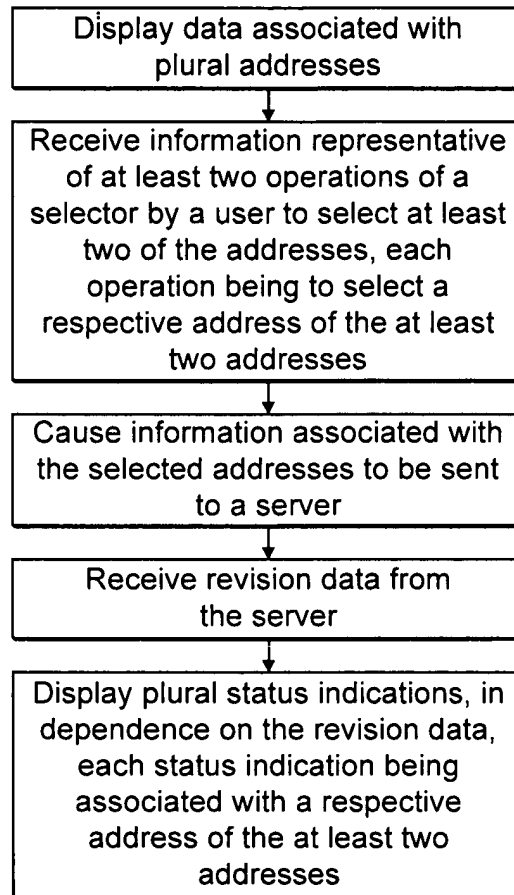 Display data associated with
plural addresses
Receive information representative
of at least two operations of a
selector by a user to select at least
two of the addresses, each
operation being to select a
respective address of the at least
two addresses
Cause information associated with
the selected addresses to be sent
to a server
Receive revision data from
the server
Display plural status indications, in
dependence on the revision data,
each status indication being
associated with a respective
address of the at least two
addresses